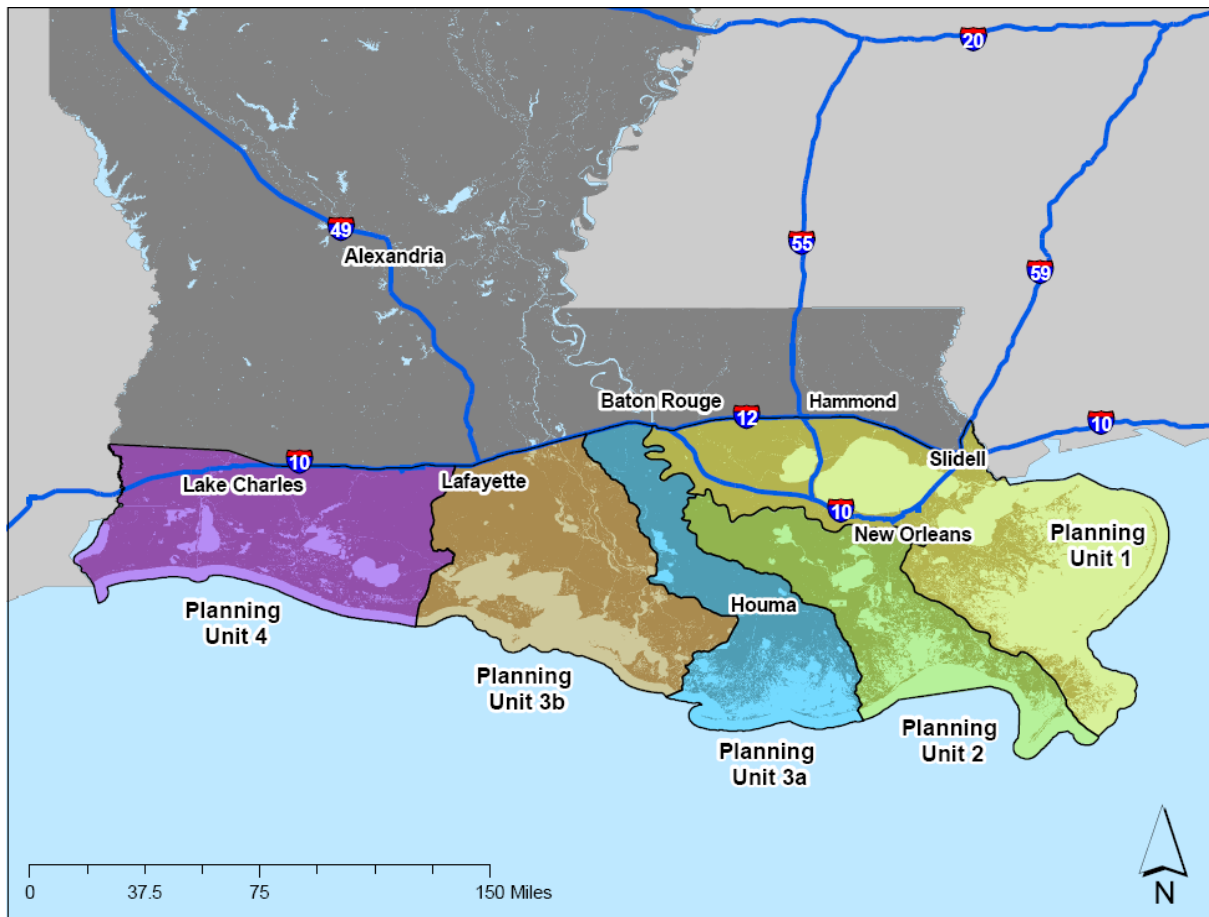 20
49
Alexandria
55
59
Baton Rouge
12
Hammond
10
10
Lake Charles
Lafayette
Slidell
10
New Orleans
Planning
Unit 1
Planning
Unit 4
Houma
Planning
Unit 3b
Planning
Unit 2
Planning
Unit 3a
0
37.5
75
150 Miles
N